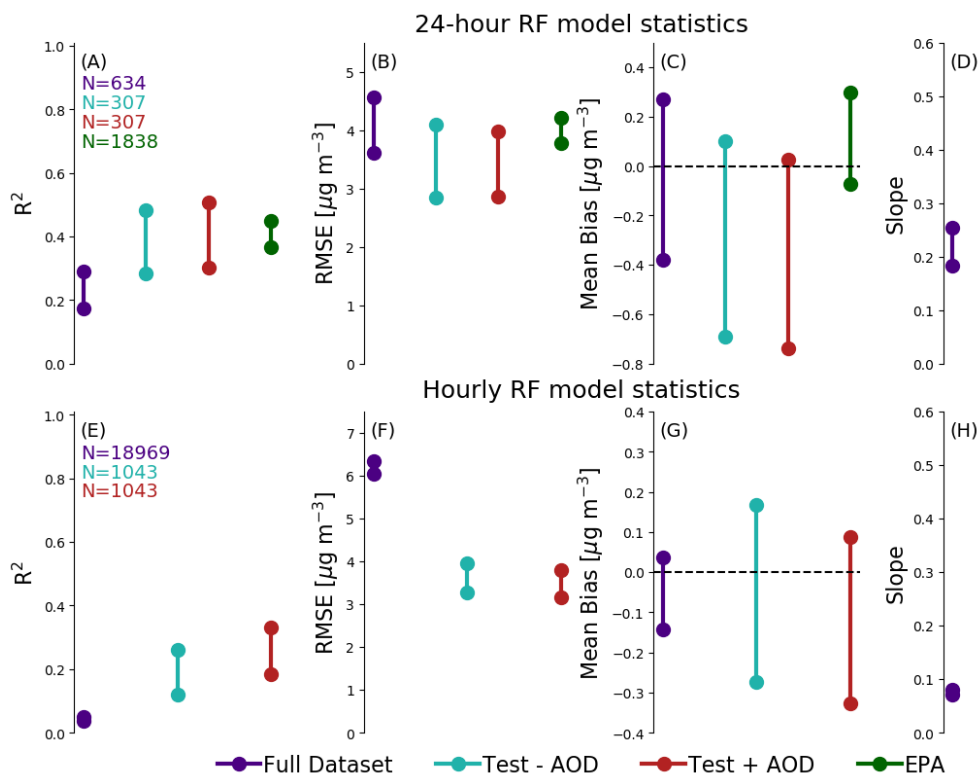 24-hour RF model statistics
(A)
N=634
N=307
N=307
N=1838
R²
1.0
0.8
0.6
0.4
0.2
0.0
(B)
RMSE [μg m⁻³]
5
4
3
2
1
0
(C)
Mean Bias [μg m⁻³]
0.4
0.2
0.0
−0.2
−0.4
−0.6
−0.8
(D)
Slope
0.6
0.5
0.4
0.3
0.2
0.1
0.0
Hourly RF model statistics
(E)
N=18969
N=1043
N=1043
R²
1.0
0.8
0.6
0.4
0.2
0.0
(F)
RMSE [μg m⁻³]
7
6
5
4
3
2
1
0
(G)
Mean Bias [μg m⁻³]
0.4
0.3
0.2
0.1
0.0
−0.1
−0.2
−0.3
−0.4
(H)
Slope
0.6
0.5
0.4
0.3
0.2
0.1
0.0
Full Dataset Test - AOD Test + AOD EPA